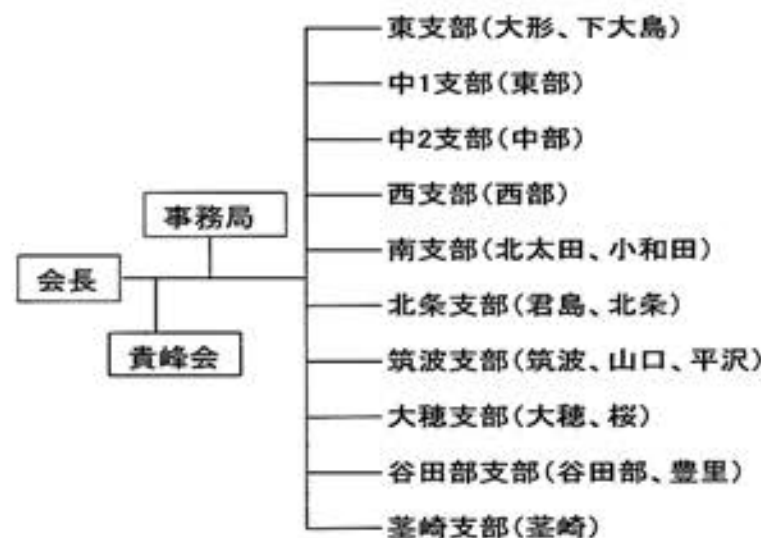 東支部(大形、下大島)
中1支部(東部)
中2支部(中部)
西支部(西部)
事務局
南支部(北太田、小和田)
会長
北条支部(君島、北条)
貴峰会
筑波支部(筑波、山口、平沢)
大穂支部(大穂、桜)
谷田部支部(谷田部、豊里)
茎崎支部(茎崎)